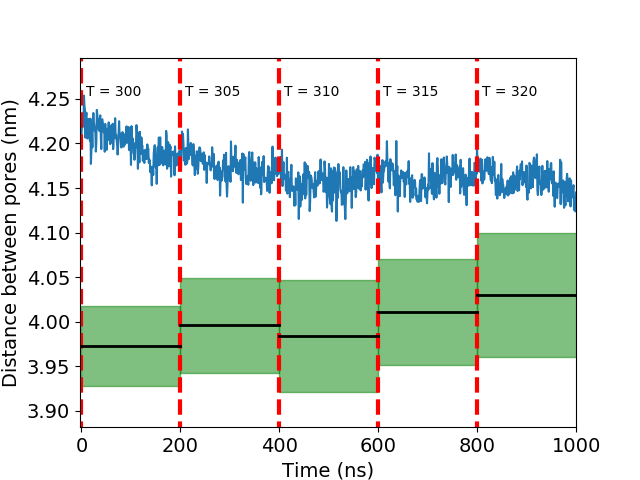 T = 300 T = 305 T = 310 T = 315 T = 320
4.25
4.20
4.15
4.10
4.05
4.00
3.95
3.90
Distance between pores (nm)
0 200 400 600 800 1000
Time (ns)